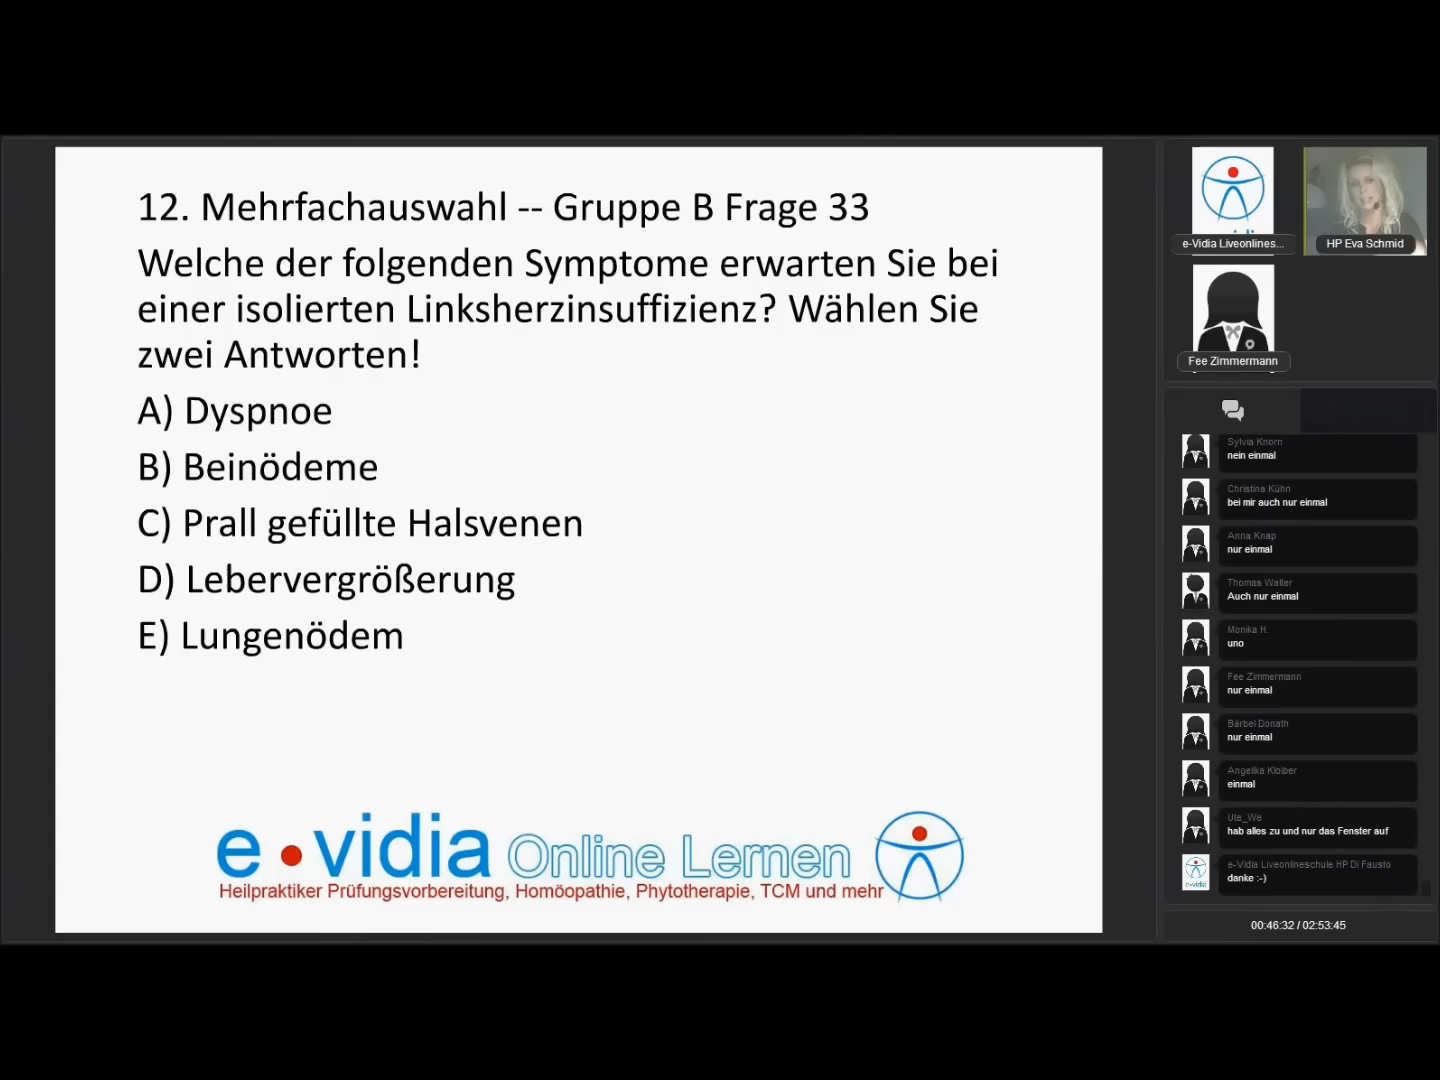 12. Mehrfachauswahl -- Gruppe B Frage 33
Welche der folgenden Symptome erwarten Sie bei
einer isolierten Linksherzinsuffizienz? Wählen Sie
zwei Antworten!
A) Dyspnoe
B) Beinödeme
C) Prall gefüllte Halsvenen
D) Lebervergrößerung
E) Lungenödem
e•vidia Online Lernen
Heilpraktiker Prüfungsvorbereitung, Homöopathie, Phytotherapie, TCM und mehr
e-Vidia Liveonlines...
HP Eva Schmid
Fee Zimmermann
Sylvia Knorn
nein einmal
Christina Kühn
bei mir auch nur einmal
Anna Knap
nur einmal
Thomas Walter
Auch nur einmal
Monika H.
uno
Fee Zimmermann
nur einmal
Bärbel Donath
nur einmal
Angelika Kloiber
einmal
Ute_We
hab alles zu und nur das Fenster auf
e-Vidia Liveonlineschule HP Di Fausto
danke :-)
00:46:32 / 02:53:45